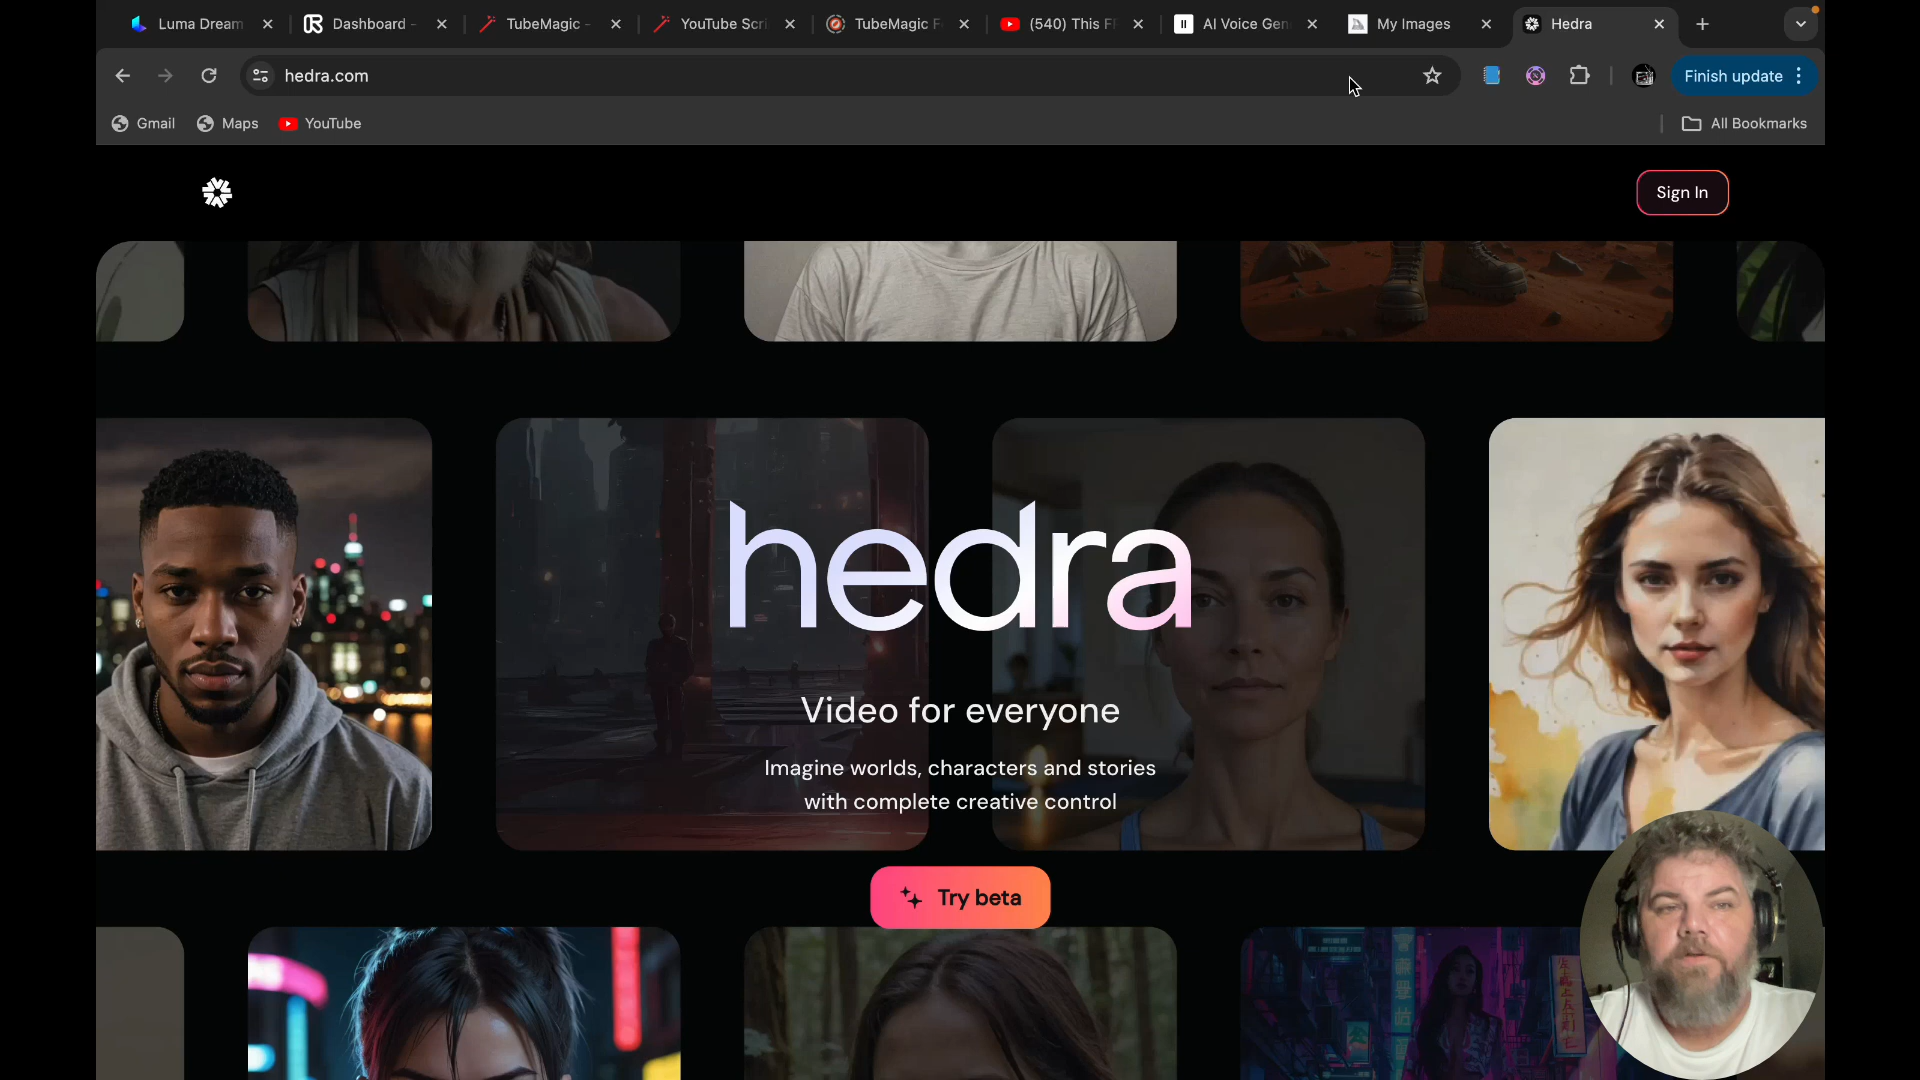 Luma Dream
Dashboard -
TubeMagic -
YouTube Scri
TubeMagic F
(540) This F
AI Voice Gen
My Images
Hedra
hedra.com
Finish update
Gmail
Maps
YouTube
All Bookmarks
Sign In
hedra
Video for everyone
Imagine worlds, characters and stories
with complete creative control
Try beta